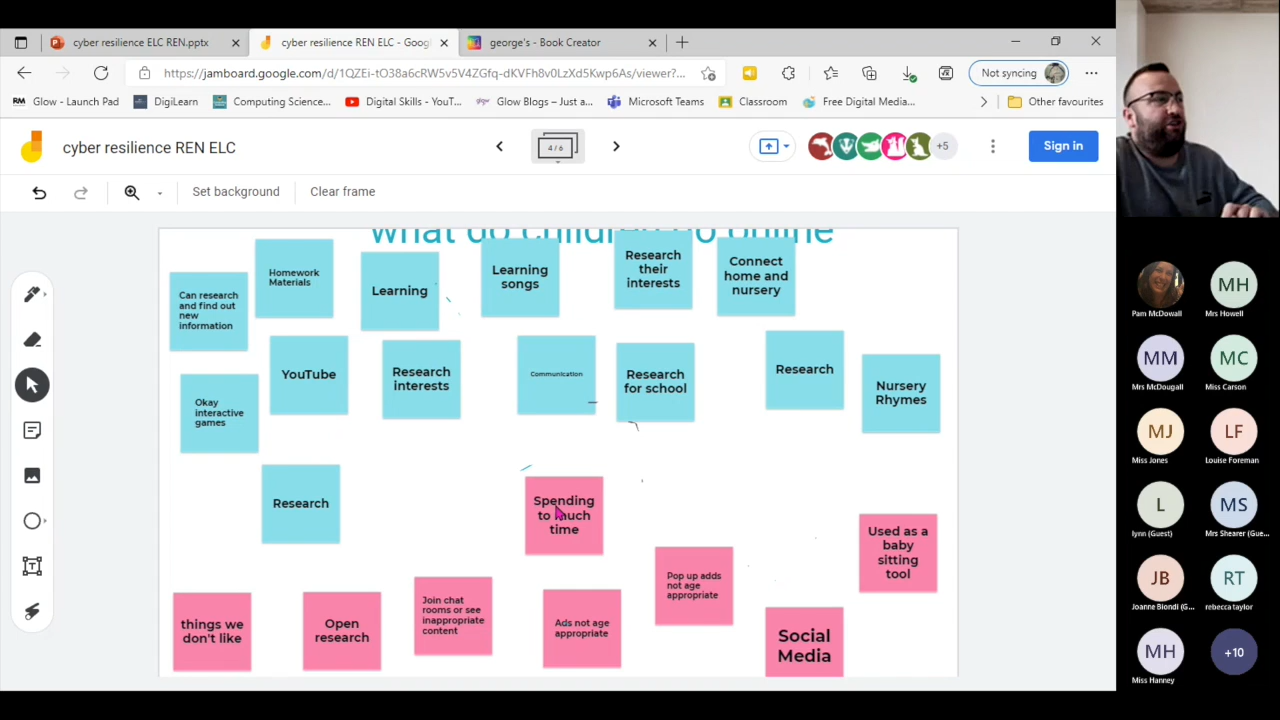 cyber resilience ELC REN.pptx
cyber resilience REN ELC - Goog
george's - Book Creator
https://jamboard.google.com/d/1QZEi-tO38a6cRW5v5V4ZGfq-dKVFh8v0LzXd5Kwp6As/viewer?...
Not syncing
Glow - Launch Pad
DigiLearn
Computing Science...
Digital Skills - YouT...
Glow Blogs – Just a...
Microsoft Teams
Classroom
Free Digital Media...
Other favourites
cyber resilience REN ELC
4 / 6
+5
Sign in
Set background
Clear frame
what do children do online
Can research
and find out
new
information
Homework
Materials
Learning
Learning
songs
Research
their
interests
Connect
home and
nursery
Okay
interactive
games
YouTube
Research
interests
Communication
Research
for school
Research
Nursery
Rhymes
Research
Spending
to much
time
Used as a
baby
sitting
tool
things we
don't like
Open
research
Join chat
rooms or see
inappropriate
content
Ads not age
appropriate
Pop up adds
not age
appropriate
Social
Media
Pam McDowall
MH
Mrs Howell
MM
Mrs McDougall
MC
Miss Carson
MJ
Miss Jones
LF
Louise Foreman
L
lynn (Guest)
MS
Mrs Shearer (Gue...
JB
Joanne Biondi (G...
RT
rebecca taylor
MH
Miss Hanney
+10